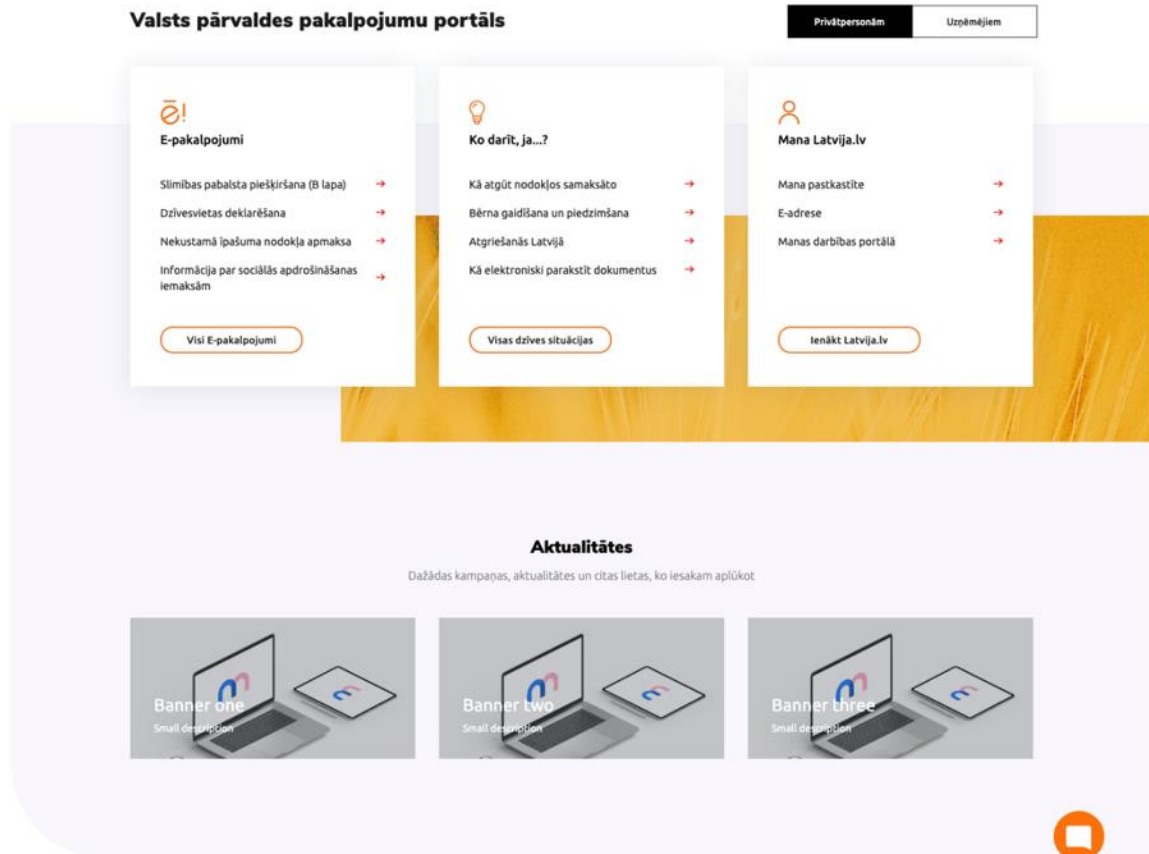 Valsts pārvaldes pakalpojumu portāls
Privātpersonām
Uzņēmējiem
ē!
E-pakalpojumi
Slimības pabalsta piešķiršana (B lapa)
Dzīvesvietas deklarēšana
Nekustamā īpašuma nodokļa apmaksa
Informācija par sociālās apdrošināšanas
iemaksām
Visi E-pakalpojumi
Ko darīt, ja...?
Kā atgūt nodokļos samaksāto
Bērna gaidīšana un piedzimšana
Atgriešanās Latvijā
Kā elektroniski parakstīt dokumentus
Visas dzīves situācijas
Mana Latvija.lv
Mana pastkastīte
E-adrese
Manas darbības portālā
Ienākt Latvija.lv
Aktualitātes
Dažādas kampaņas, aktualitātes un citas lietas, ko iesakam aplūkot
Banner one
Small description
Banner two
Small description
Banner three
Small description